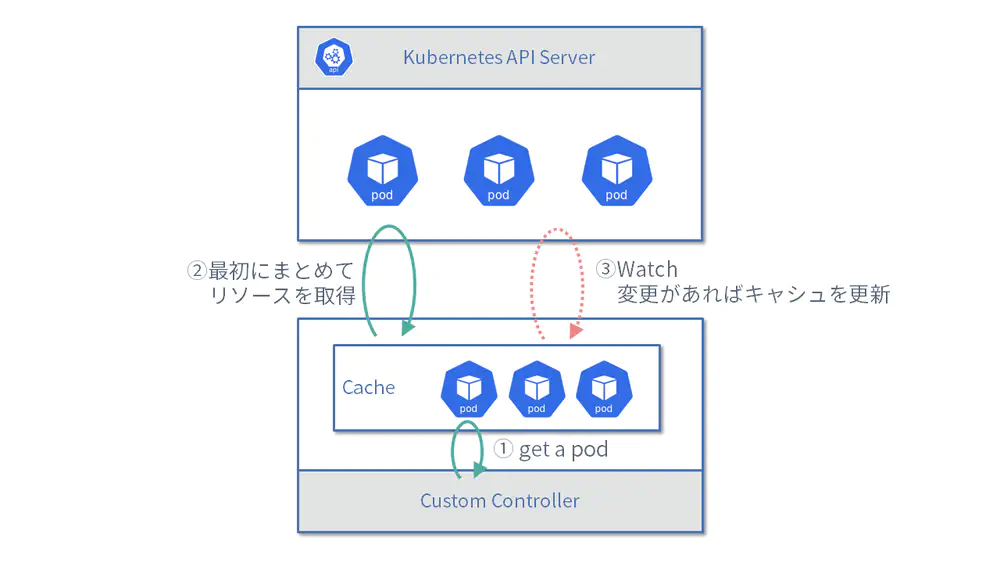 api
Kubernetes API Server
pod
pod
pod
②最初にまとめて
リソースを取得
③Watch
変更があればキャシュを更新
Cache
pod
pod
pod
① get a pod
Custom Controller